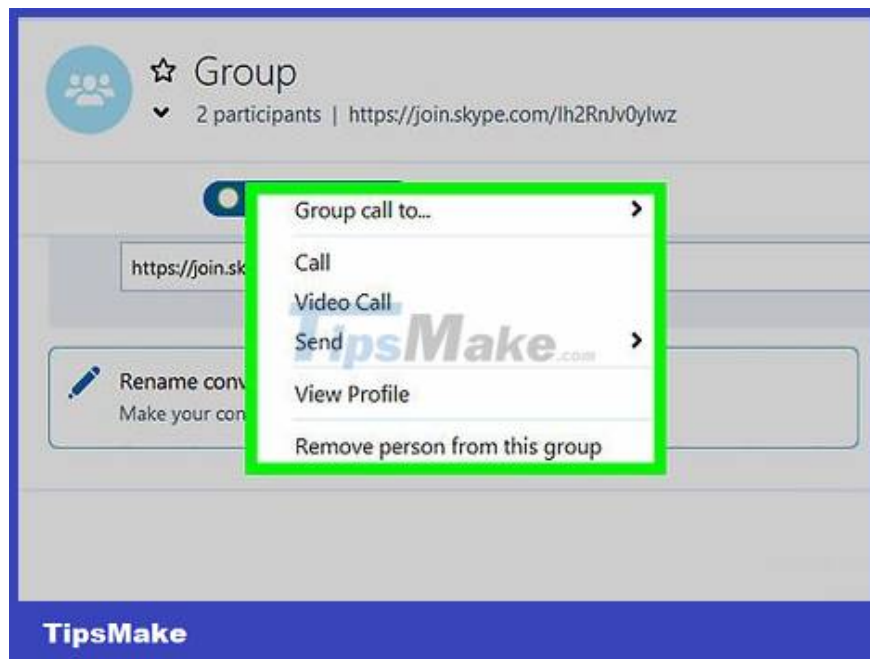 Group
2 participants | https://join.skype.com/Ih2RnJv0yIwz
Group call to...
https://join.sk
Call
Video Call
TipsMake.com
Send
Rename conv
Make your con
View Profile
Remove person from this group
TipsMake